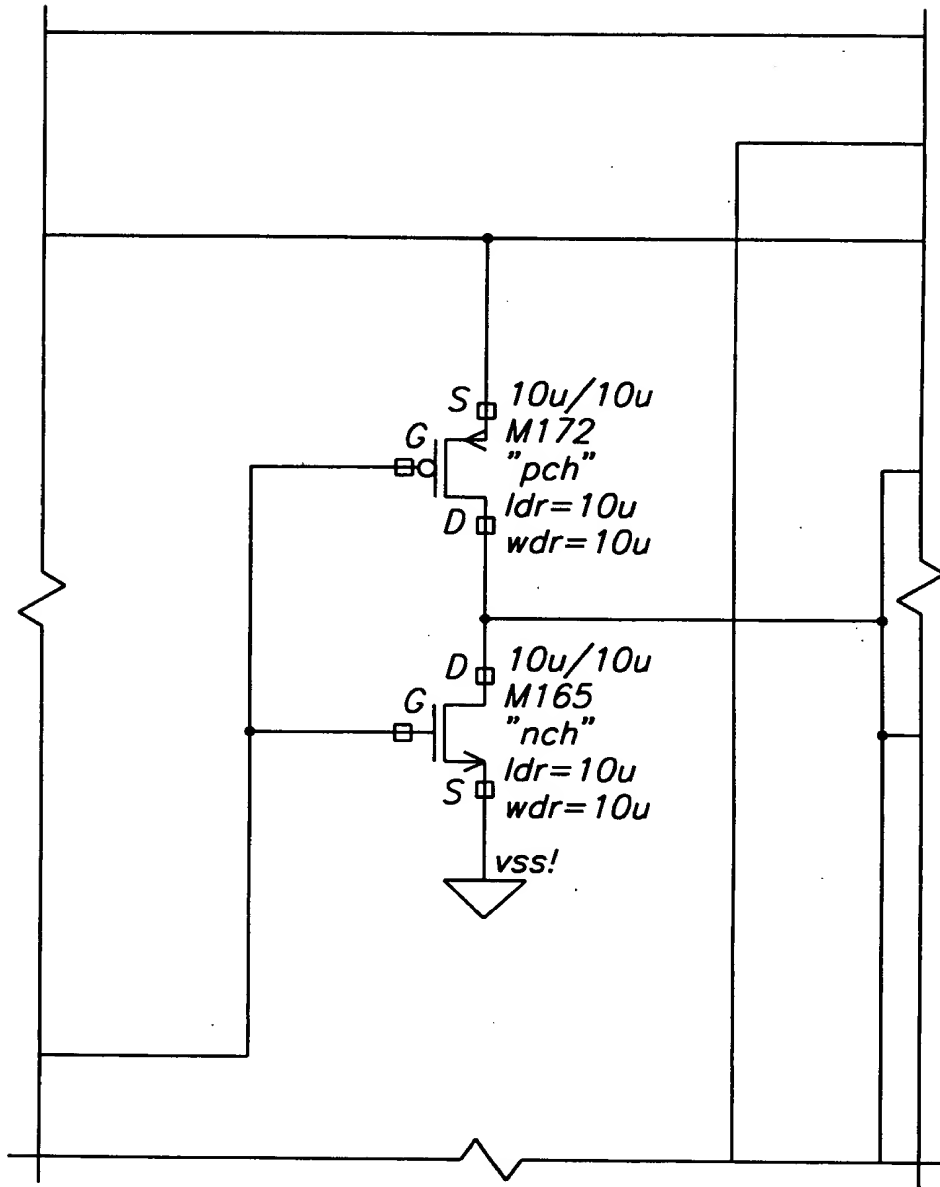 S 10u/10u
G M172
"pch"
ldr=10u
D wdr=10u
D 10u/10u
G M165
"nch"
ldr=10u
S wdr=10u
vss!